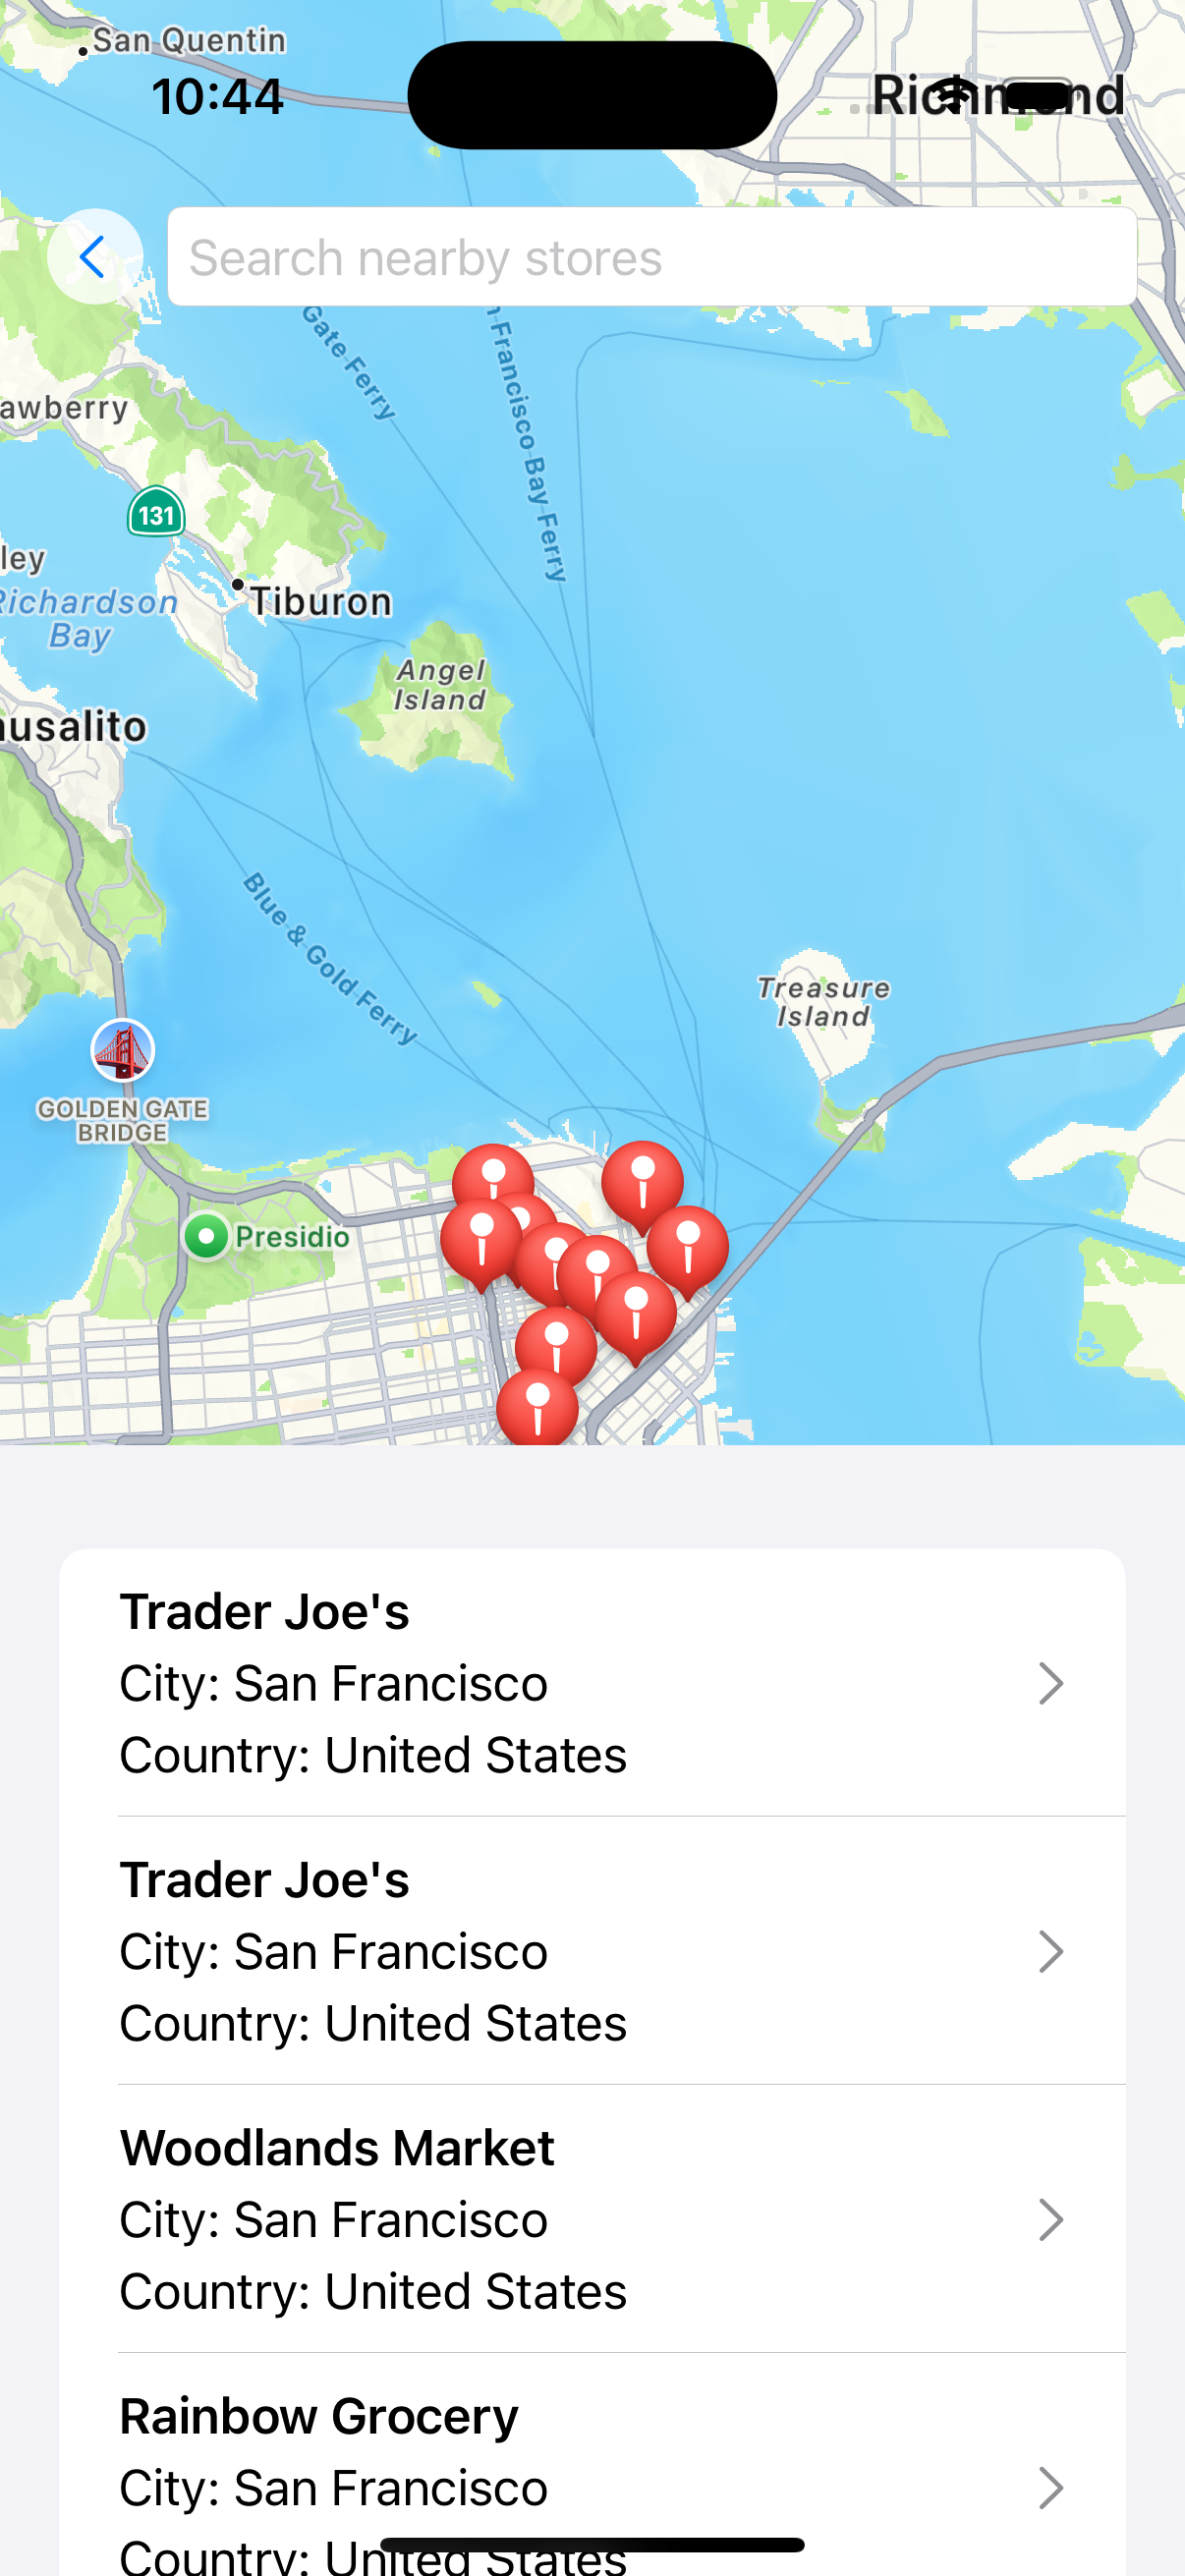 San Quentin
10:44
Richmond
Search nearby stores
Gate Ferry
Francisco Bay Ferry
awberry
131
ley
Richardson
Bay
Tiburon
Angel
Island
usalito
Blue & Gold Ferry
Treasure
Island
GOLDEN GATE
BRIDGE
Presidio
Trader Joe's
City: San Francisco
Country: United States
Trader Joe's
City: San Francisco
Country: United States
Woodlands Market
City: San Francisco
Country: United States
Rainbow Grocery
City: San Francisco
Country: United States